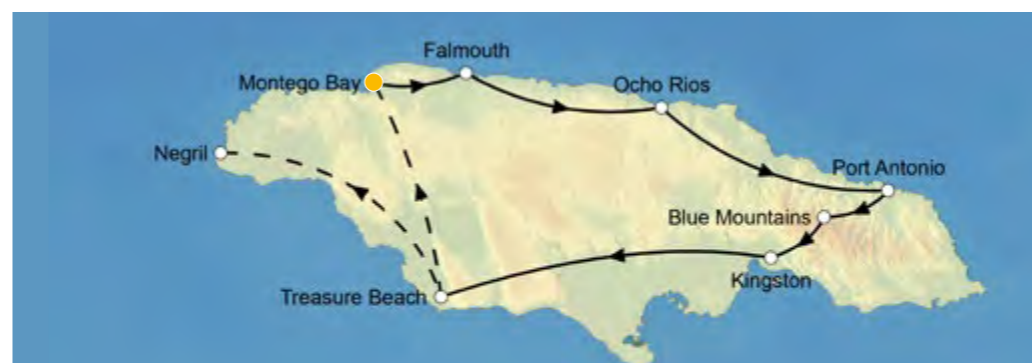 Falmouth
Montego Bay
Ocho Rios
Negril
Port Antonio
Blue Mountains
Kingston
Treasure Beach